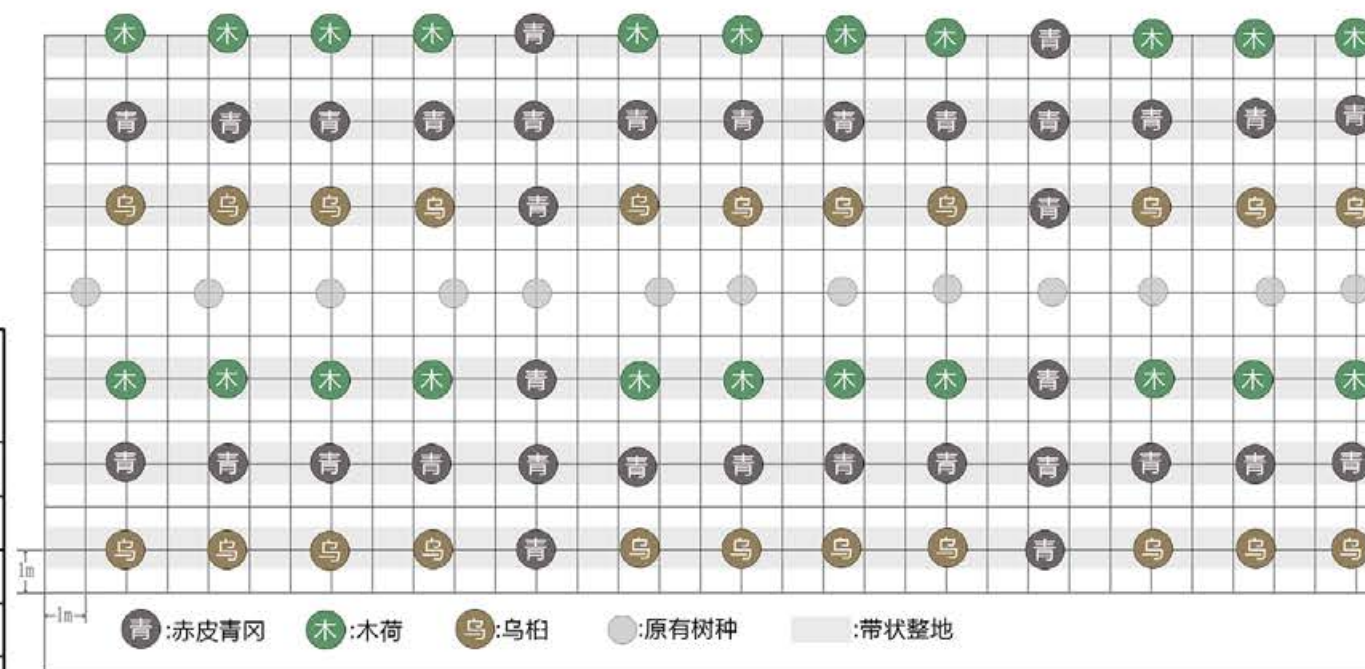 木 木 木 木 青 木 木 木 木 青 木 木 木
青 青 青 青 青 青 青 青 青 青 青 青 青
乌 乌 乌 乌 青 乌 乌 乌 乌 青 乌 乌 乌
木 木 木 木 青 木 木 木 木 青 木 木 木
青 青 青 青 青 青 青 青 青 青 青 青 青
乌 乌 乌 乌 青 乌 乌 乌 乌 青 乌 乌 乌
1m
1m
青:赤皮青冈 木:木荷 乌:乌桕 :原有树种 :带状整地